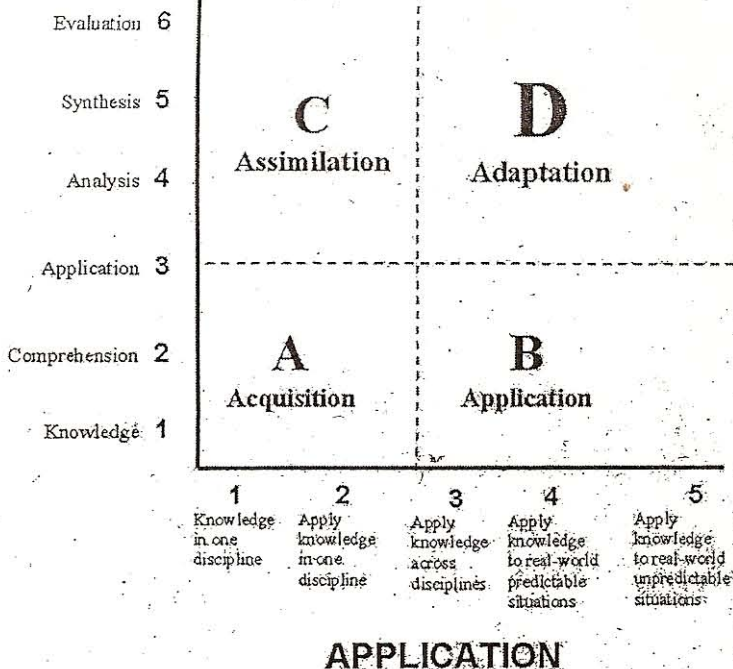 Evaluation 6
Synthesis 5
C
D
Assimilation
Adaptation
Analysis 4
Application 3
Comprehension 2
A
B
Acquisition
Application
Knowledge 1
1
2
3
4
5
Knowledge
in one
discipline
Apply
knowledge
in one
discipline
Apply
knowledge
across
disciplines
Apply
knowledge
to real-world
predictable
situations
Apply
knowledge
to real-world
unpredictable
situations
APPLICATION